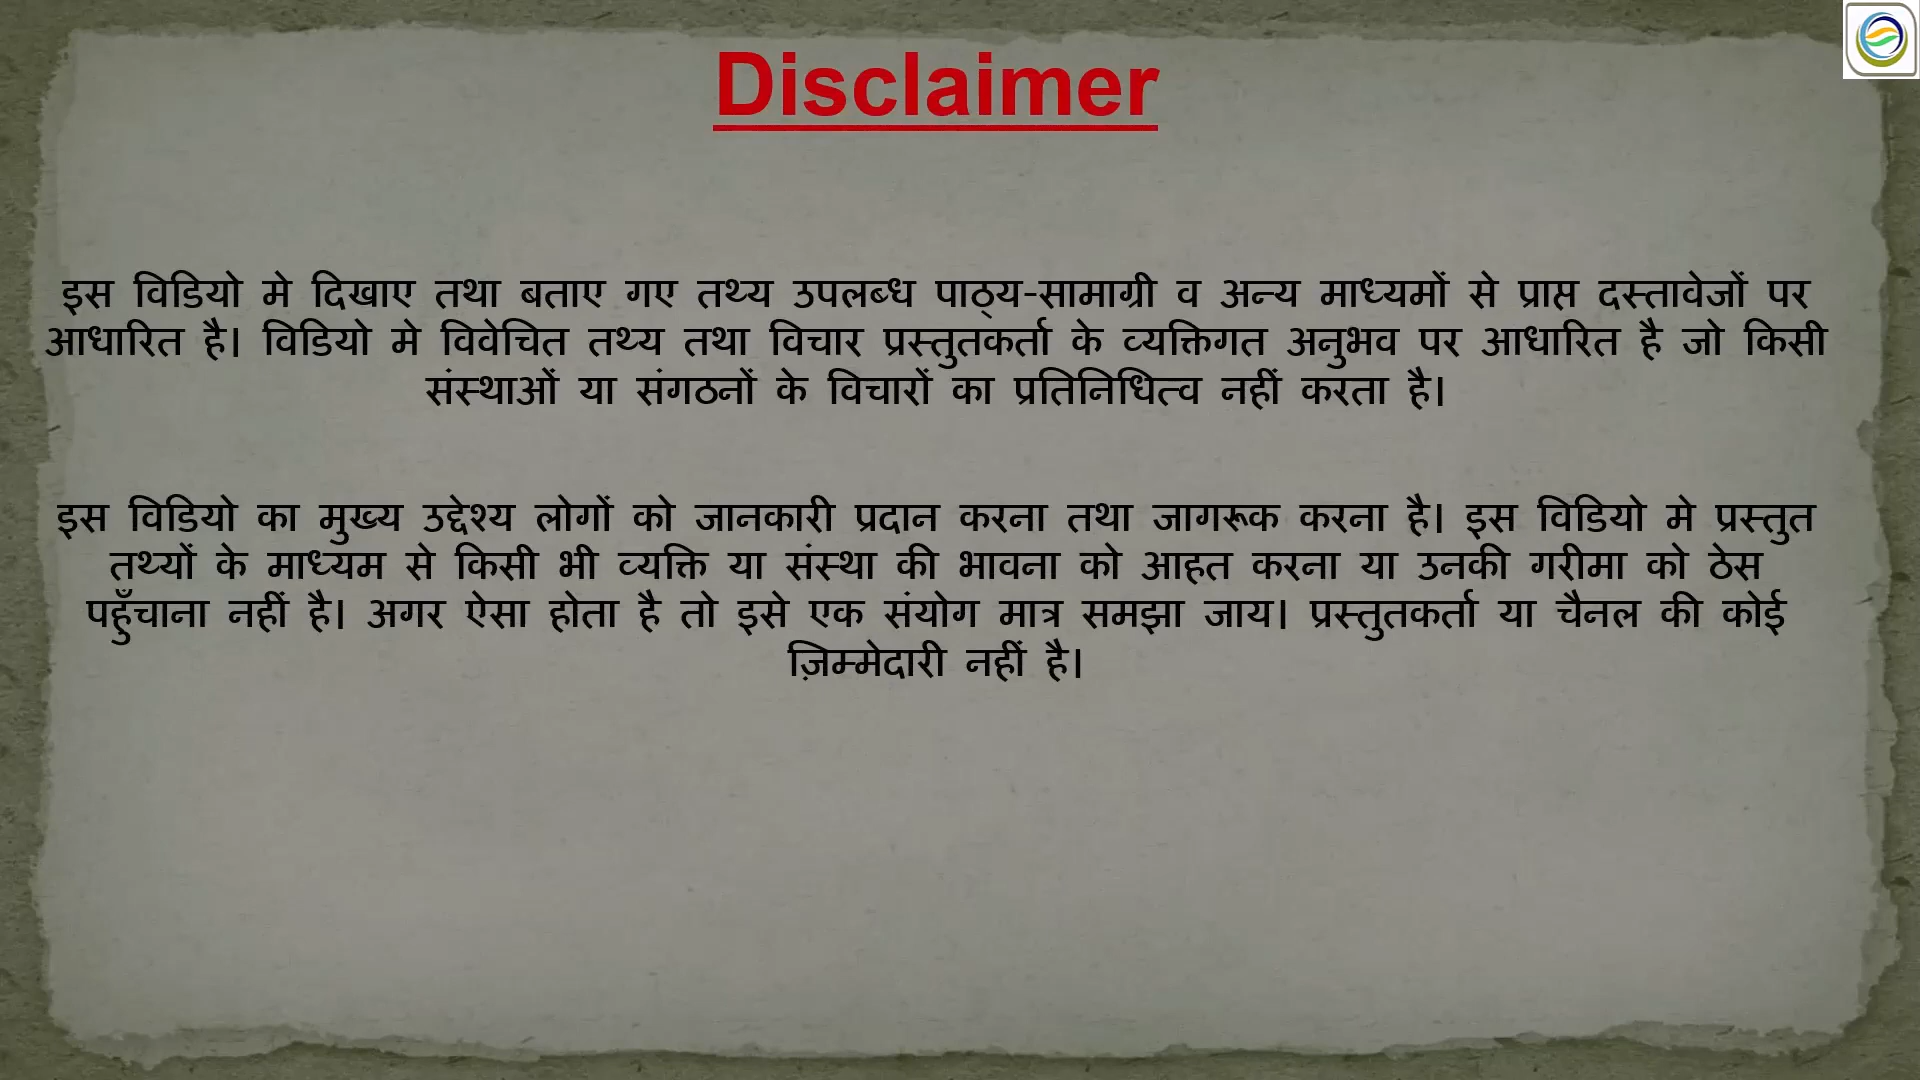 Disclaimer
इस विडियो मे दिखाए तथा बताए गए तथ्य उपलब्ध पाठ्य-सामाग्री व अन्य माध्यमों से प्राप्त दस्तावेजों पर
आधारित है। विडियो मे विवेचित तथ्य तथा विचार प्रस्तुतकर्ता के व्यक्तिगत अनुभव पर आधारित है जो किसी
संस्थाओं या संगठनों के विचारों का प्रतिनिधित्व नहीं करता है।
इस विडियो का मुख्य उद्देश्य लोगों को जानकारी प्रदान करना तथा जागरूक करना है। इस विडियो मे प्रस्तुत
तथ्यों के माध्यम से किसी भी व्यक्ति या संस्था की भावना को आहत करना या उनकी गरीमा को ठेस
पहुँचाना नहीं है। अगर ऐसा होता है तो इसे एक संयोग मात्र समझा जाय। प्रस्तुतकर्ता या चैनल की कोई
ज़िम्मेदारी नहीं है।